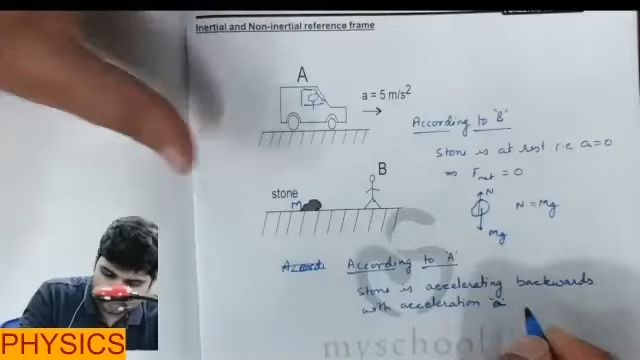 Inertial and Non-inertial reference frame
A
a = 5 m/s²
According to 'B'
Stone is at rest i.e a=0
⇒ Fnet = 0
B
stone
M
N
N = Mg
Mg
According to 'A'
Stone is accelerating backwards
with acceleration 'a'
myschool
PHYSICS